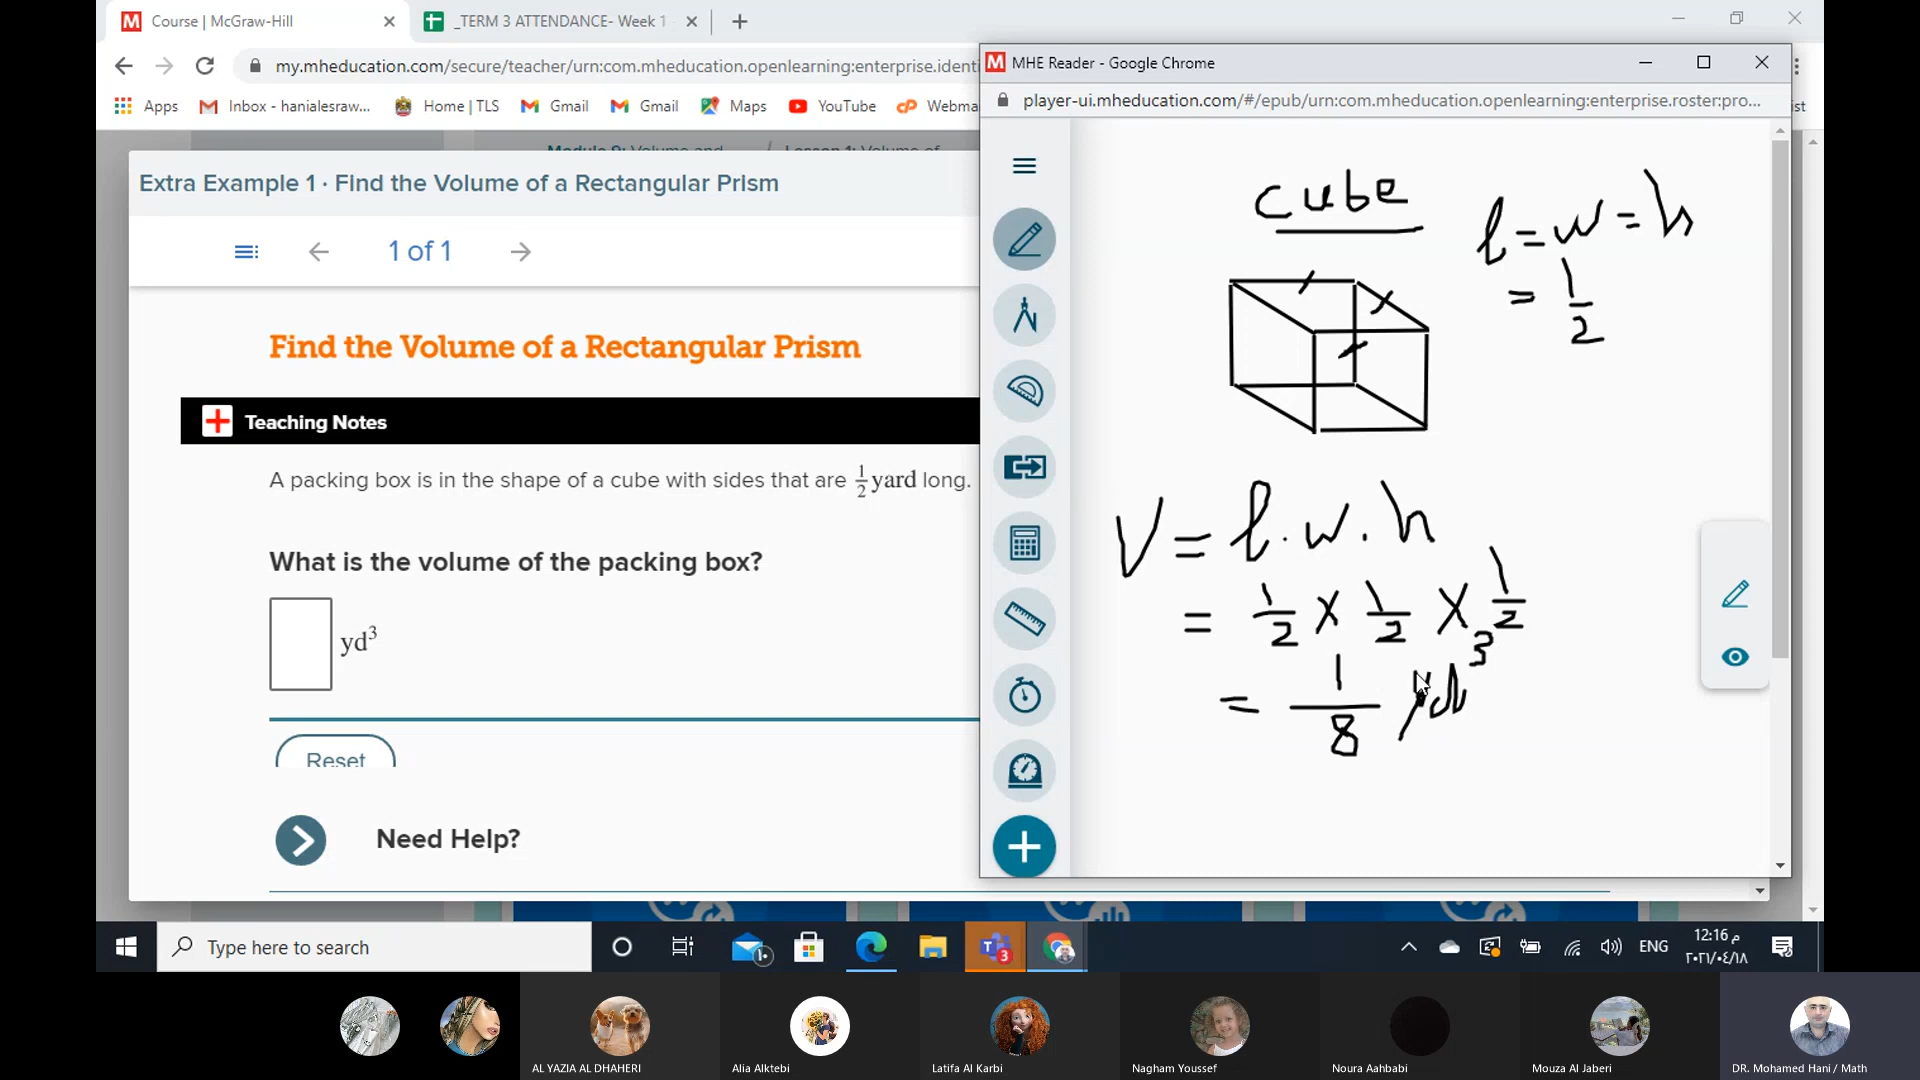 Course | McGraw-Hill
_TERM 3 ATTENDANCE- Week 1
my.mheducation.com/secure/teacher/urn:com.mheducation.openlearning:enterprise.identi
Apps
Inbox - hanialesraw...
Home | TLS
Gmail
Gmail
Maps
YouTube
Webma
ist
Extra Example 1 · Find the Volume of a Rectangular Prism
1 of 1
Find the Volume of a Rectangular Prism
Teaching Notes
A packing box is in the shape of a cube with sides that are 1/2 yard long.
What is the volume of the packing box?
yd³
Reset
Need Help?
MHE Reader - Google Chrome
player-ui.mheducation.com/#/epub/urn:com.mheducation.openlearning:enterprise.roster:pro...
cube
l = w = h
= 1/2
V = l . w . h
= 1/2 × 1/2 × 1/2
= 1/8 yd³
Type here to search
3
ENG
12:16 م
٢٠٢١/٠٤/١٨
AL YAZIA AL DHAHERI
Alia Alktebi
Latifa Al Karbi
Nagham Youssef
Noura Aahbabi
Mouza Al Jaberi
DR. Mohamed Hani / Math